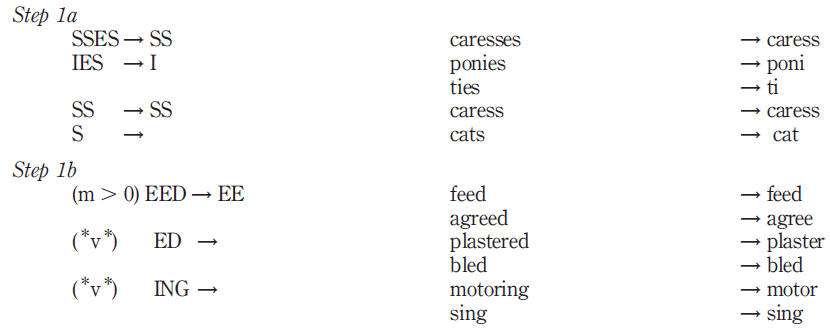 Step 1a
SSES → SS caresses → caress
IES → I ponies → poni
ties → ti
SS → SS caress → caress
S → cats → cat
Step 1b
(m > 0) EED → EE feed → feed
agreed → agree
(*v*) ED → plastered → plaster
bled → bled
(*v*) ING → motoring → motor
sing → sing